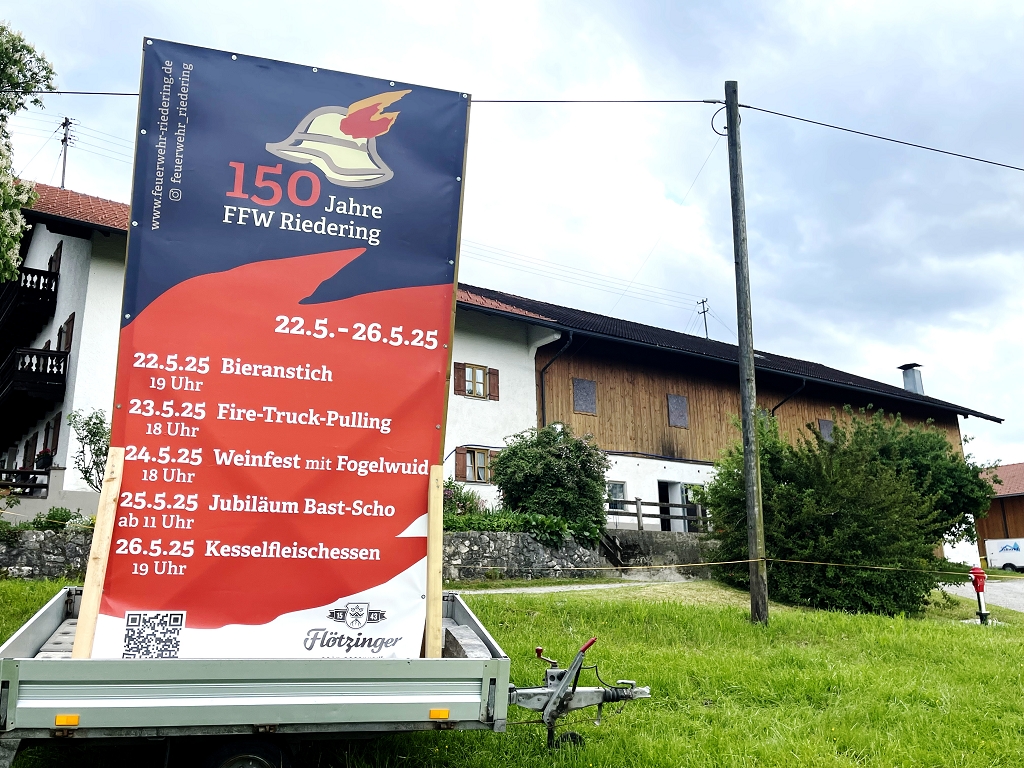 www.feuerwehr-riedering.de
feuerwehr_riedering
150 Jahre
FFW Riedering
22.5.-26.5.25
22.5.25 Bieranstich
19 Uhr
23.5.25 Fire-Truck-Pulling
18 Uhr
24.5.25 Weinfest mit Fogelwuid
18 Uhr
25.5.25 Jubiläum Bast-Scho
ab 11 Uhr
26.5.25 Kesselfleischessen
19 Uhr
15 43
Flötzinger